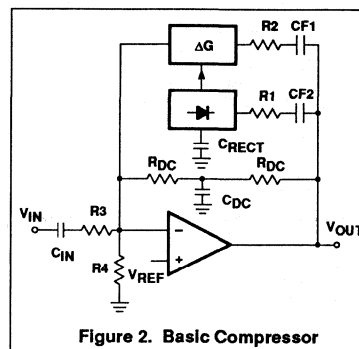 R2
CF1
ΔG
R1
CF2
CRECT
RDC
RDC
CDC
VIN
R3
CIN
R4
VREF
−
+
VOUT
Figure 2. Basic Compressor